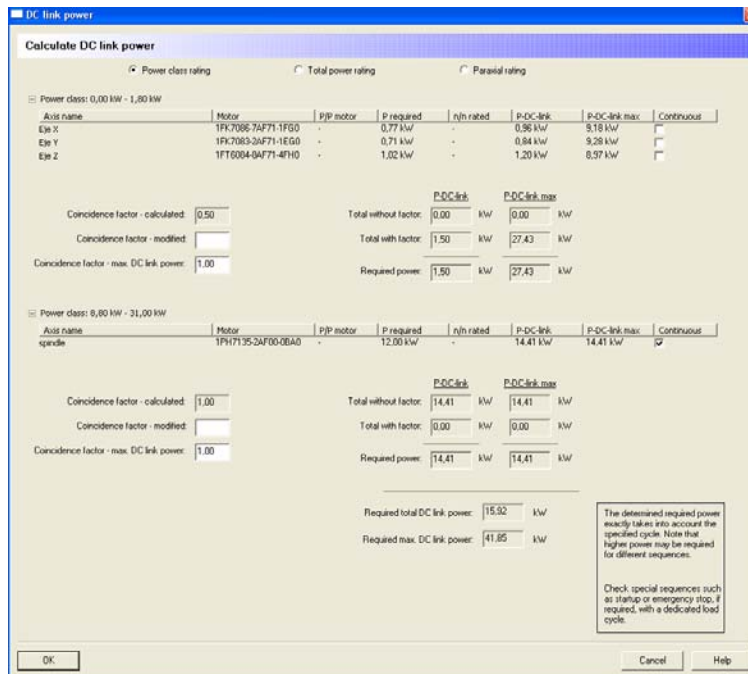 DC link power
Calculate DC link power
Power class rating Total power rating Paraxial rating
Power class: 0,00 kW - 1,80 kW
Axis name Motor P/P motor P required n/n rated P-DC-link P-DC-link max Continuous
Eje X 1FK7086-7AF71-1FG0 - 0,77 kW - 0,96 kW 9,18 kW
Eje Y 1FK7083-2AF71-1EG0 - 0,71 kW - 0,84 kW 9,28 kW
Eje Z 1FT6084-8AF71-4FH0 - 1,02 kW - 1,20 kW 8,97 kW
P-DC-link P-DC-link max
Coincidence factor - calculated: 0,50 Total without factor: 0,00 kW 0,00 kW
Coincidence factor - modified: Total with factor: 1,50 kW 27,43 kW
Coincidence factor - max. DC link power: 1,00 Required power: 1,50 kW 27,43 kW
Power class: 8,80 kW - 31,00 kW
Axis name Motor P/P motor P required n/n rated P-DC-link P-DC-link max Continuous
spindle 1PH7135-2AF00-0BA0 - 12,00 kW - 14,41 kW 14,41 kW
P-DC-link P-DC-link max
Coincidence factor - calculated: 1,00 Total without factor: 14,41 kW 14,41 kW
Coincidence factor - modified: Total with factor: 0,00 kW 0,00 kW
Coincidence factor - max. DC link power: 1,00 Required power: 14,41 kW 14,41 kW
Required total DC link power: 15,92 kW
Required max. DC link power: 41,85 kW
The determined required power
exactly takes into account the
specified cycle. Note that
higher power may be required
for different sequences.
Check special sequences such
as startup or emergency stop, if
required, with a dedicated load
cycle.
OK Cancel Help